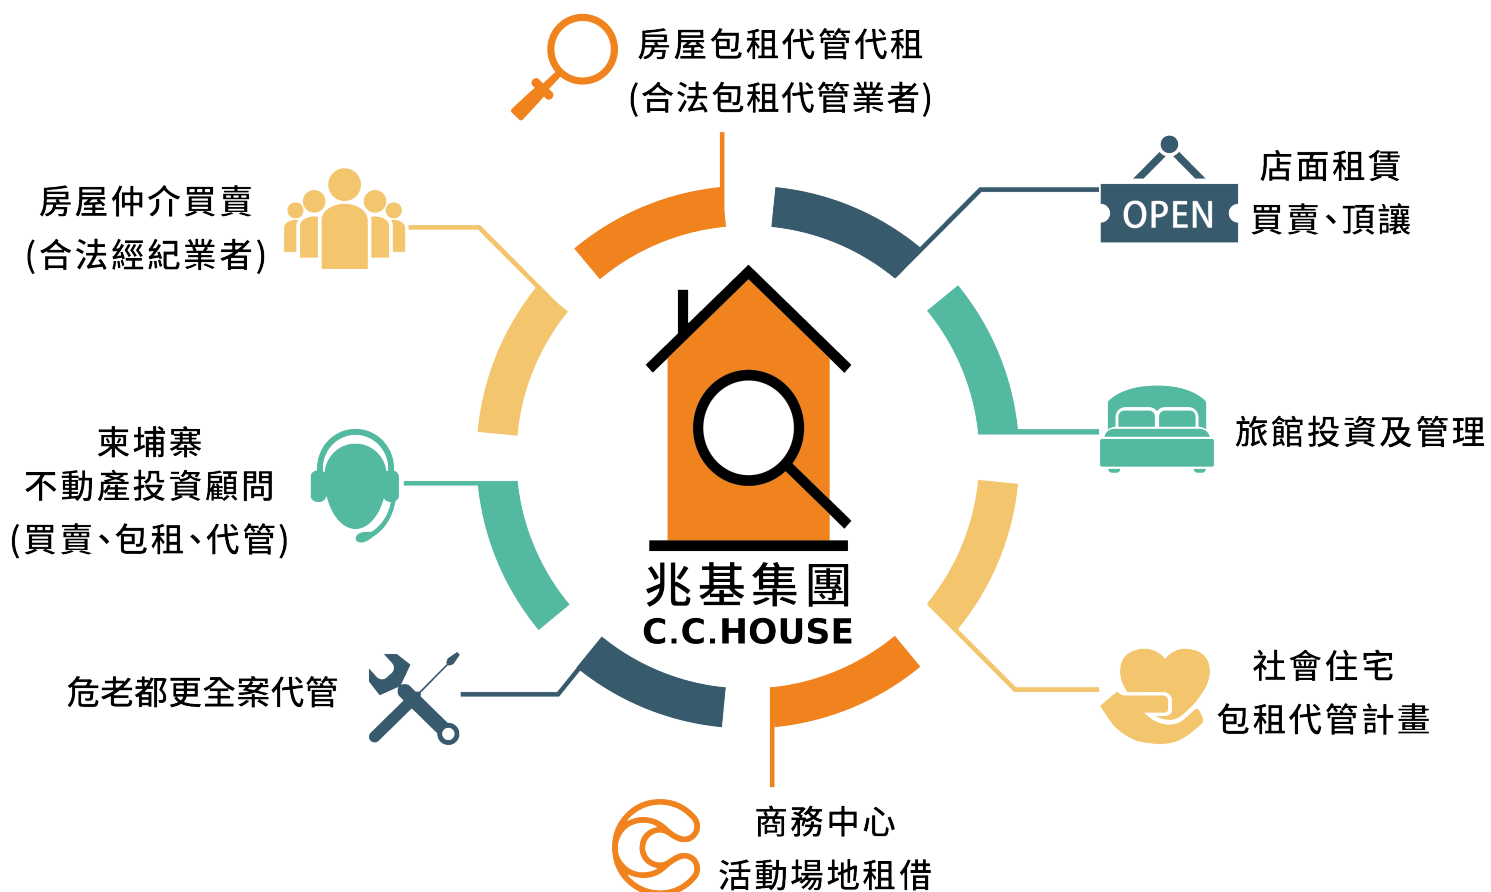 房屋包租代管代租
(合法包租代管業者)
店面租賃
買賣、頂讓
OPEN
房屋仲介買賣
(合法經紀業者)
旅館投資及管理
柬埔寨
不動產投資顧問
(買賣、包租、代管)
兆基集團
C.C.HOUSE
社會住宅
包租代管計畫
危老都更全案代管
商務中心
活動場地租借